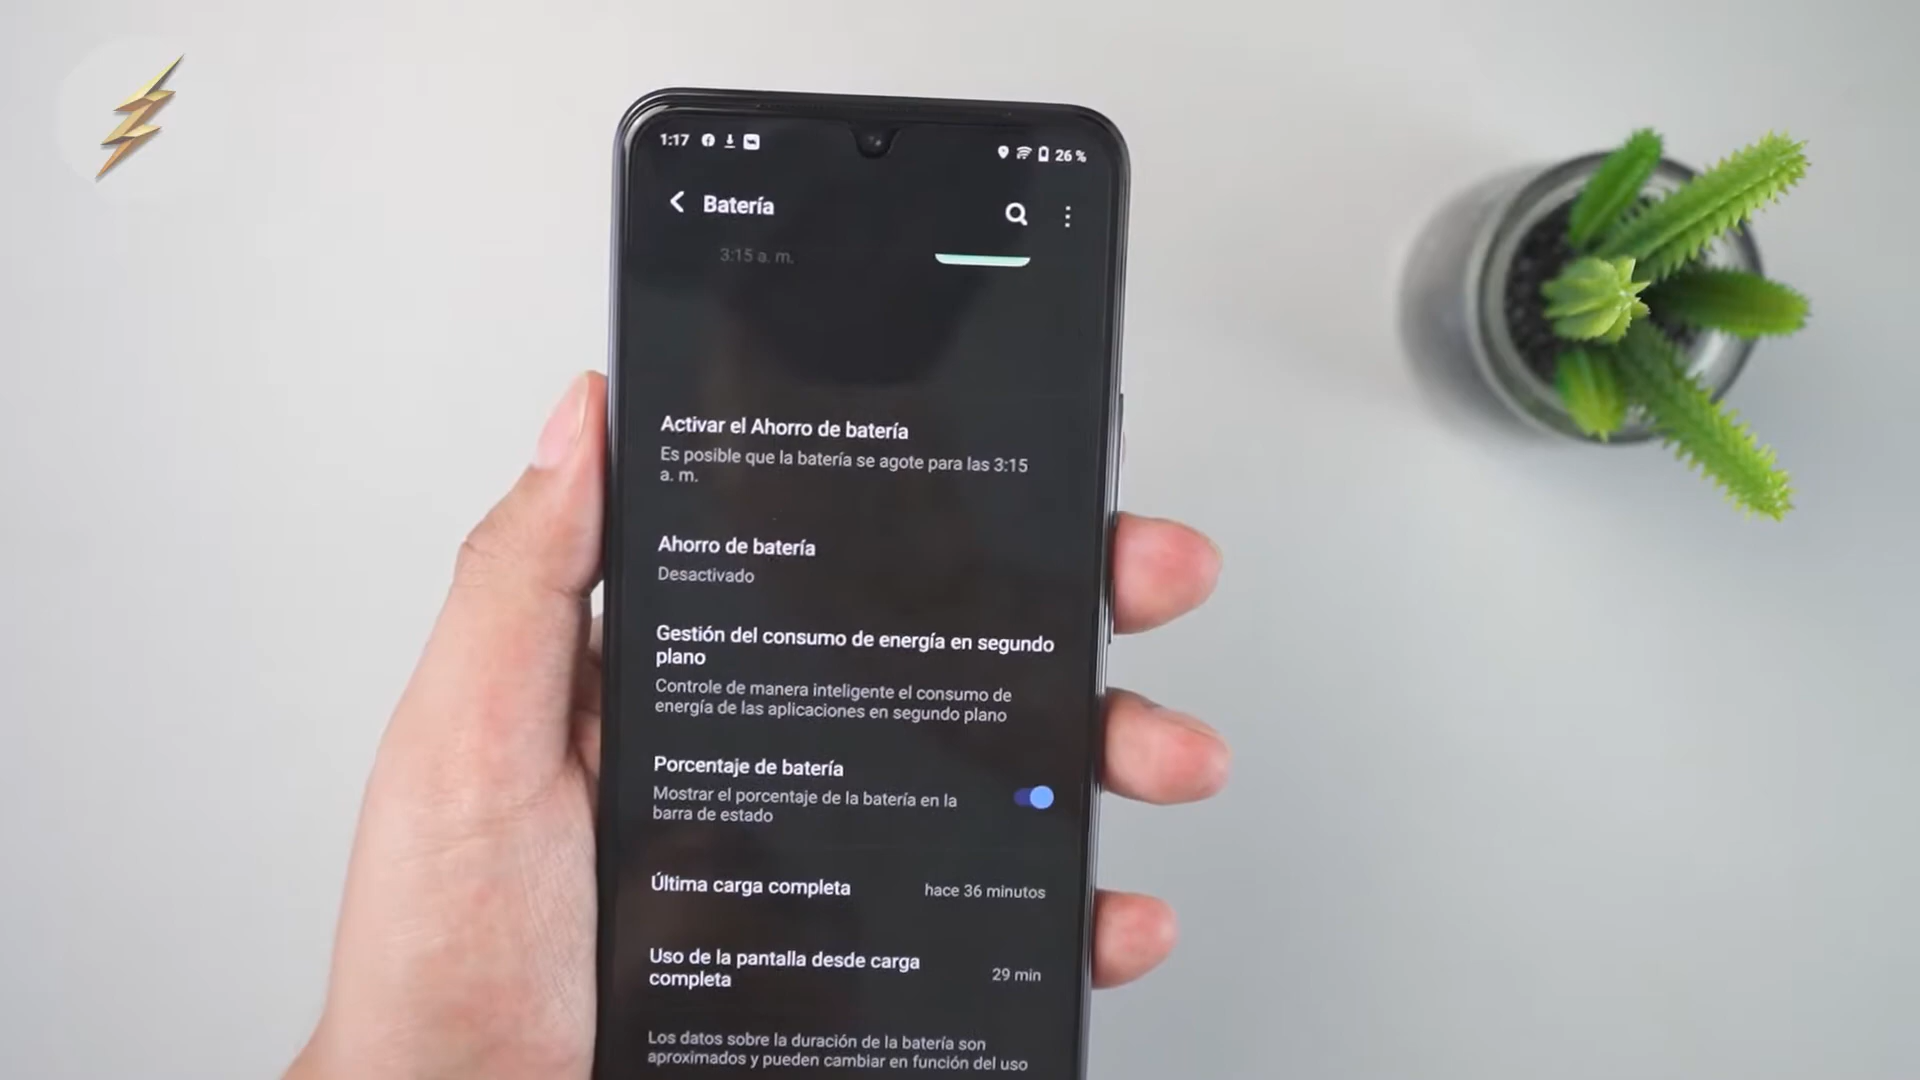 1:17
26 %
Batería
3:15 a. m.
Activar el Ahorro de batería
Es posible que la batería se agote para las 3:15
a. m.
Ahorro de batería
Desactivado
Gestión del consumo de energía en segundo
plano
Controle de manera inteligente el consumo de
energía de las aplicaciones en segundo plano
Porcentaje de batería
Mostrar el porcentaje de la batería en la
barra de estado
Última carga completa
hace 36 minutos
Uso de la pantalla desde carga
completa
29 min
Los datos sobre la duración de la batería son
aproximados y pueden cambiar en función del uso